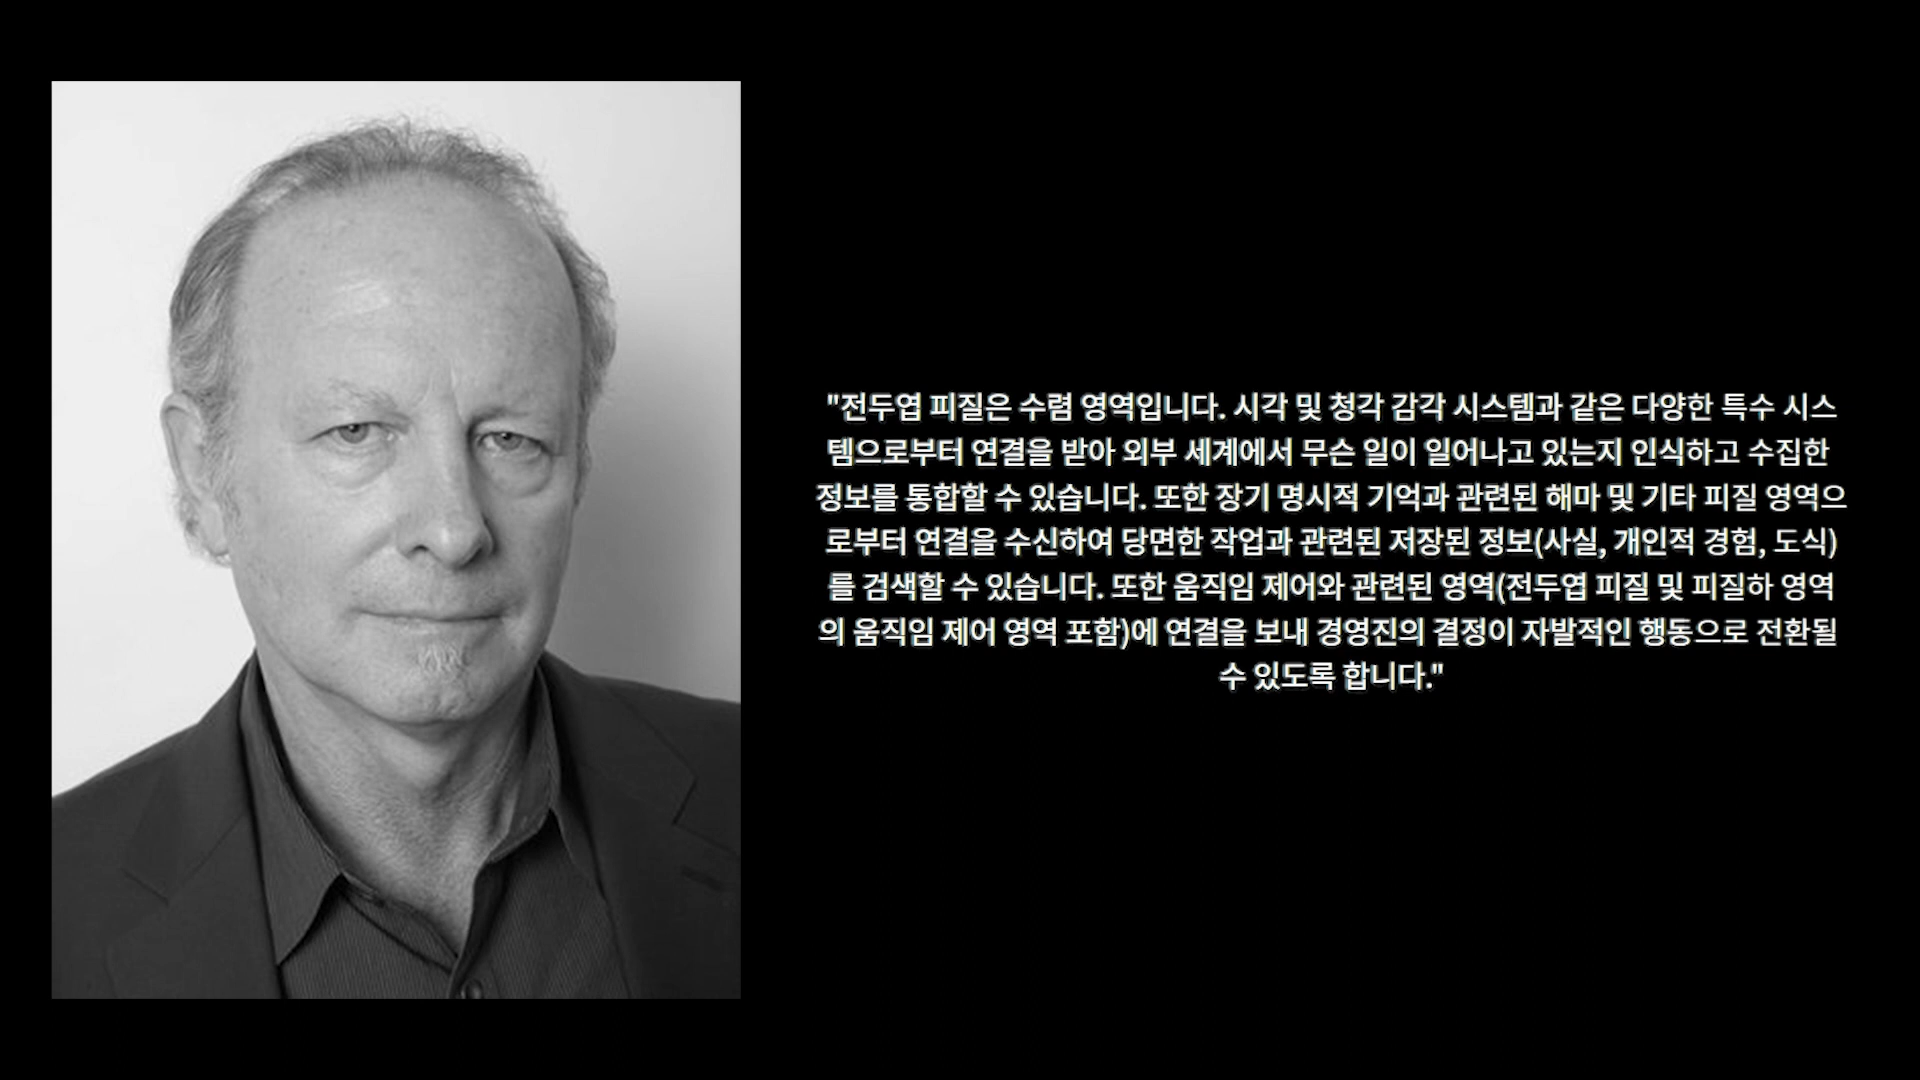 "전두엽 피질은 수렴 영역입니다. 시각 및 청각 감각 시스템과 같은 다양한 특수 시스
템으로부터 연결을 받아 외부 세계에서 무슨 일이 일어나고 있는지 인식하고 수집한
정보를 통합할 수 있습니다. 또한 장기 명시적 기억과 관련된 해마 및 기타 피질 영역으
로부터 연결을 수신하여 당면한 작업과 관련된 저장된 정보(사실, 개인적 경험, 도식)
를 검색할 수 있습니다. 또한 움직임 제어와 관련된 영역(전두엽 피질 및 피질하 영역
의 움직임 제어 영역 포함)에 연결을 보내 경영진의 결정이 자발적인 행동으로 전환될
수 있도록 합니다."